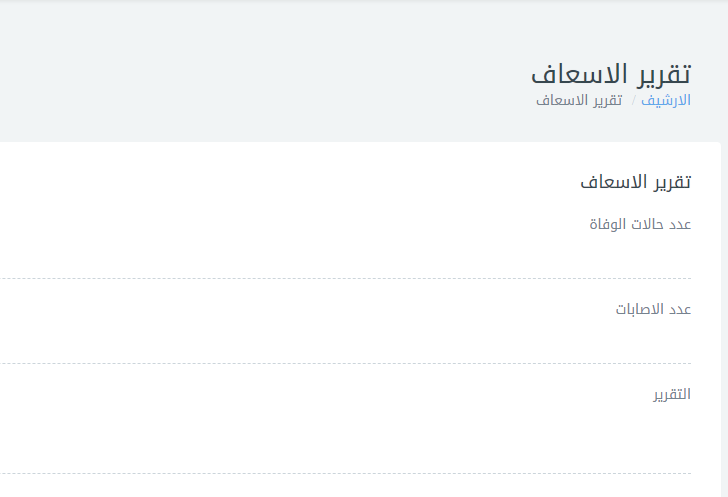 تقرير الاسعاف
الارشيف / تقرير الاسعاف
تقرير الاسعاف
عدد حالات الوفاة
عدد الاصابات
التقرير